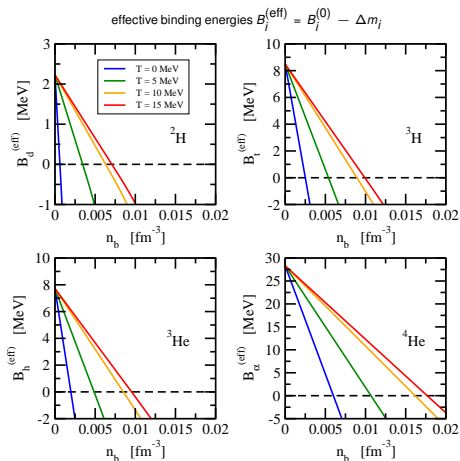 effective binding energies B_i^(eff) = B_i^(0) − Δm_i
3
2
1
0
-1
B_d^(eff) [MeV]
T = 0 MeV
T = 5 MeV
T = 10 MeV
T = 15 MeV
²H
0 0.005 0.01 0.015 0.02
n_b [fm⁻³]
10
8
6
4
2
0
-2
B_t^(eff) [MeV]
³H
0 0.005 0.01 0.015 0.02
n_b [fm⁻³]
10
8
6
4
2
0
-2
B_h^(eff) [MeV]
³He
0 0.005 0.01 0.015 0.02
n_b [fm⁻³]
30
25
20
15
10
5
0
-5
B_α^(eff) [MeV]
⁴He
0 0.005 0.01 0.015 0.02
n_b [fm⁻³]